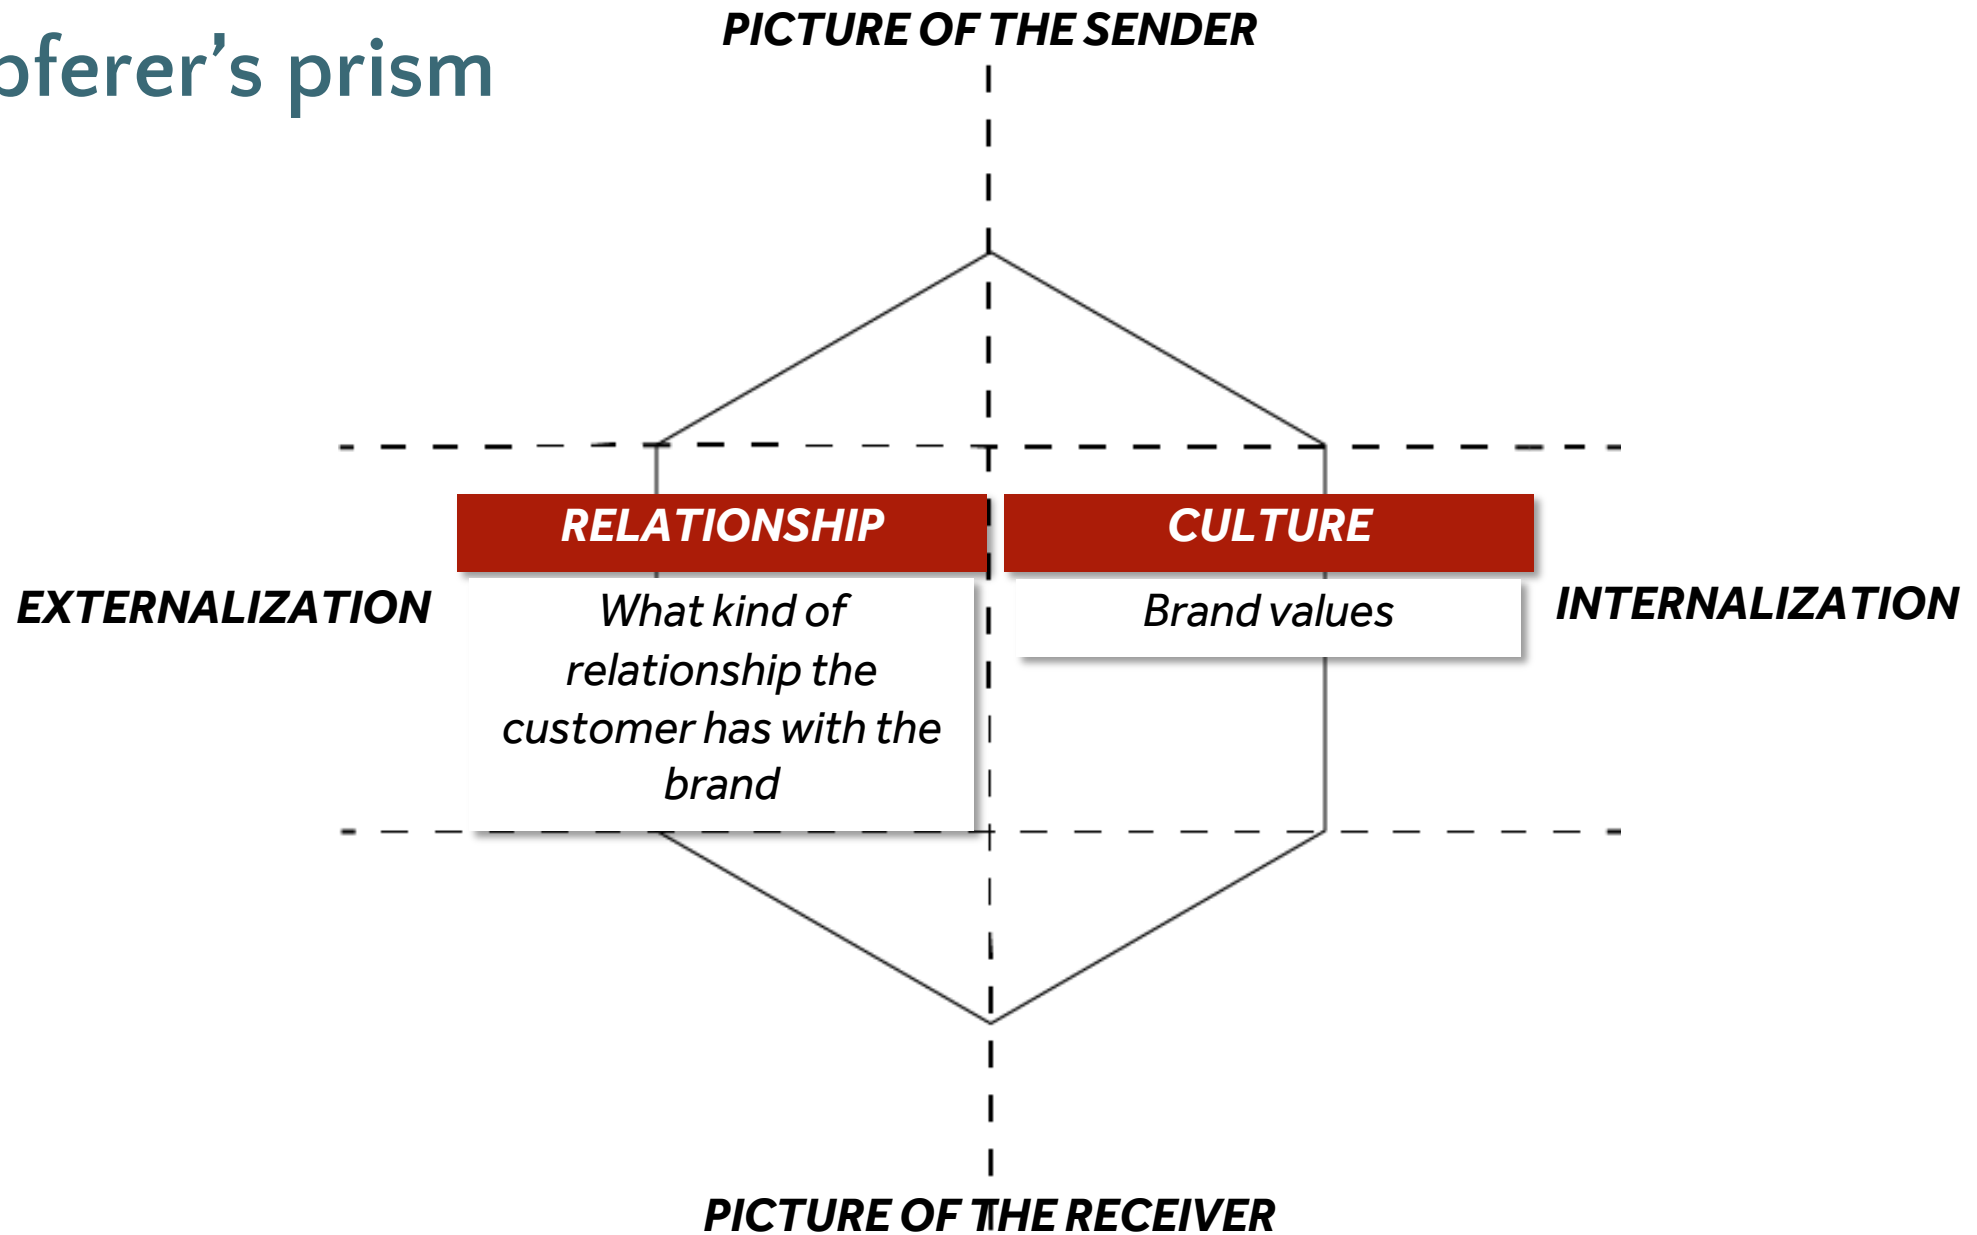 pferer’s prism
PICTURE OF THE SENDER
RELATIONSHIP
CULTURE
EXTERNALIZATION
What kind of
relationship the
customer has with the
brand
Brand values
INTERNALIZATION
PICTURE OF THE RECEIVER